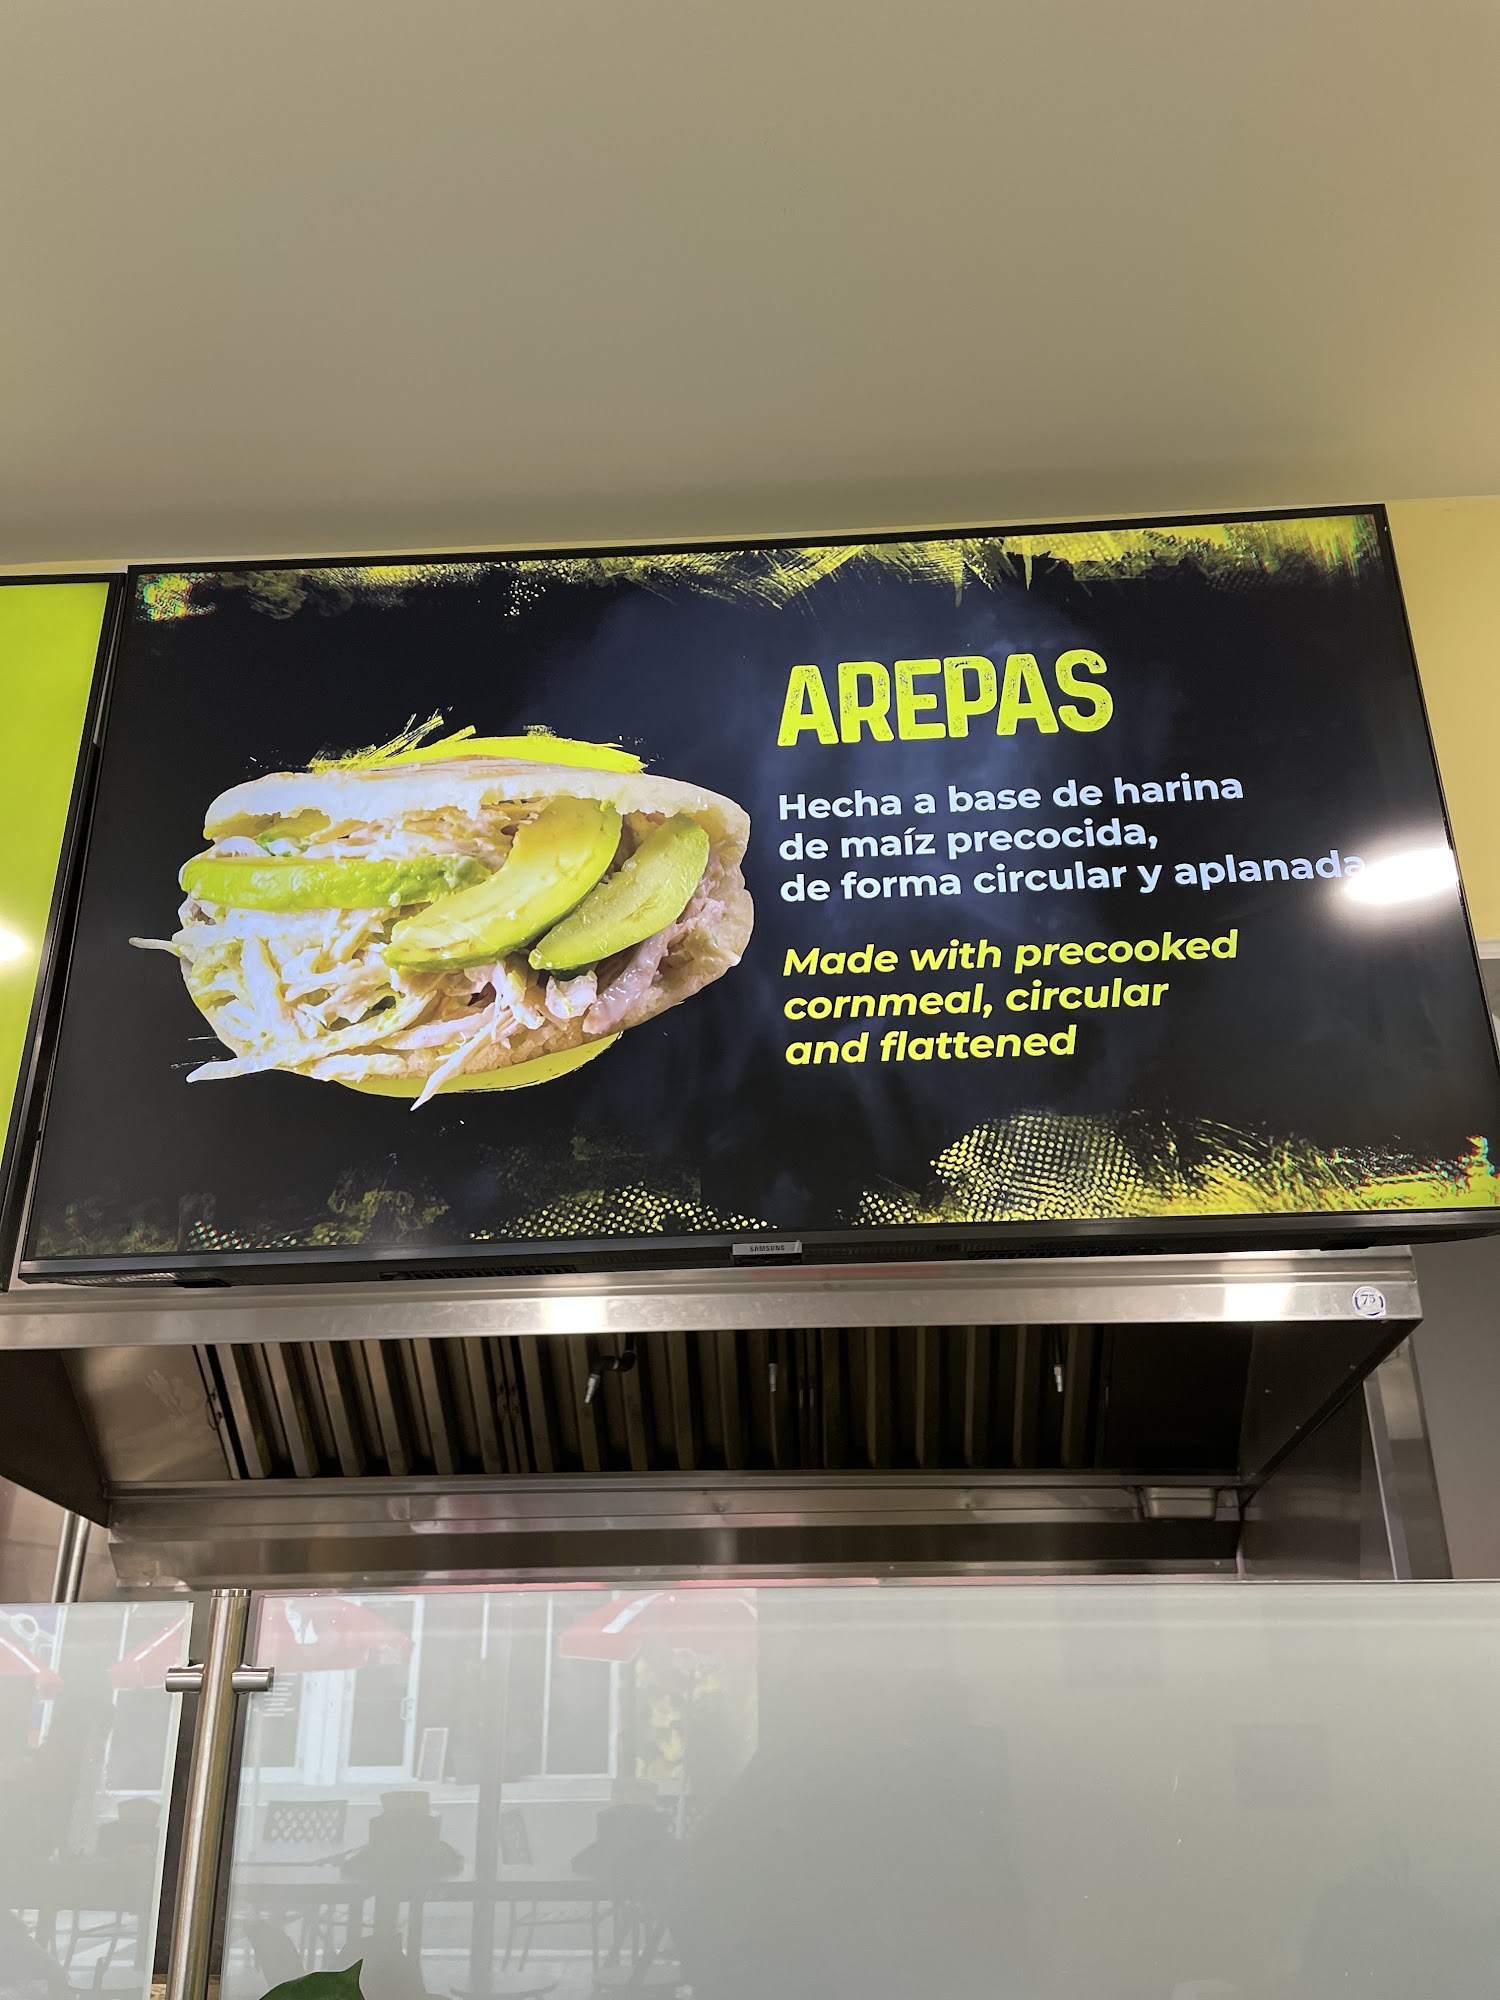 AREPAS
Hecha a base de harina
de maíz precocida,
de forma circular y aplanada
Made with precooked
cornmeal, circular
and flattened
SAMSUNG
75